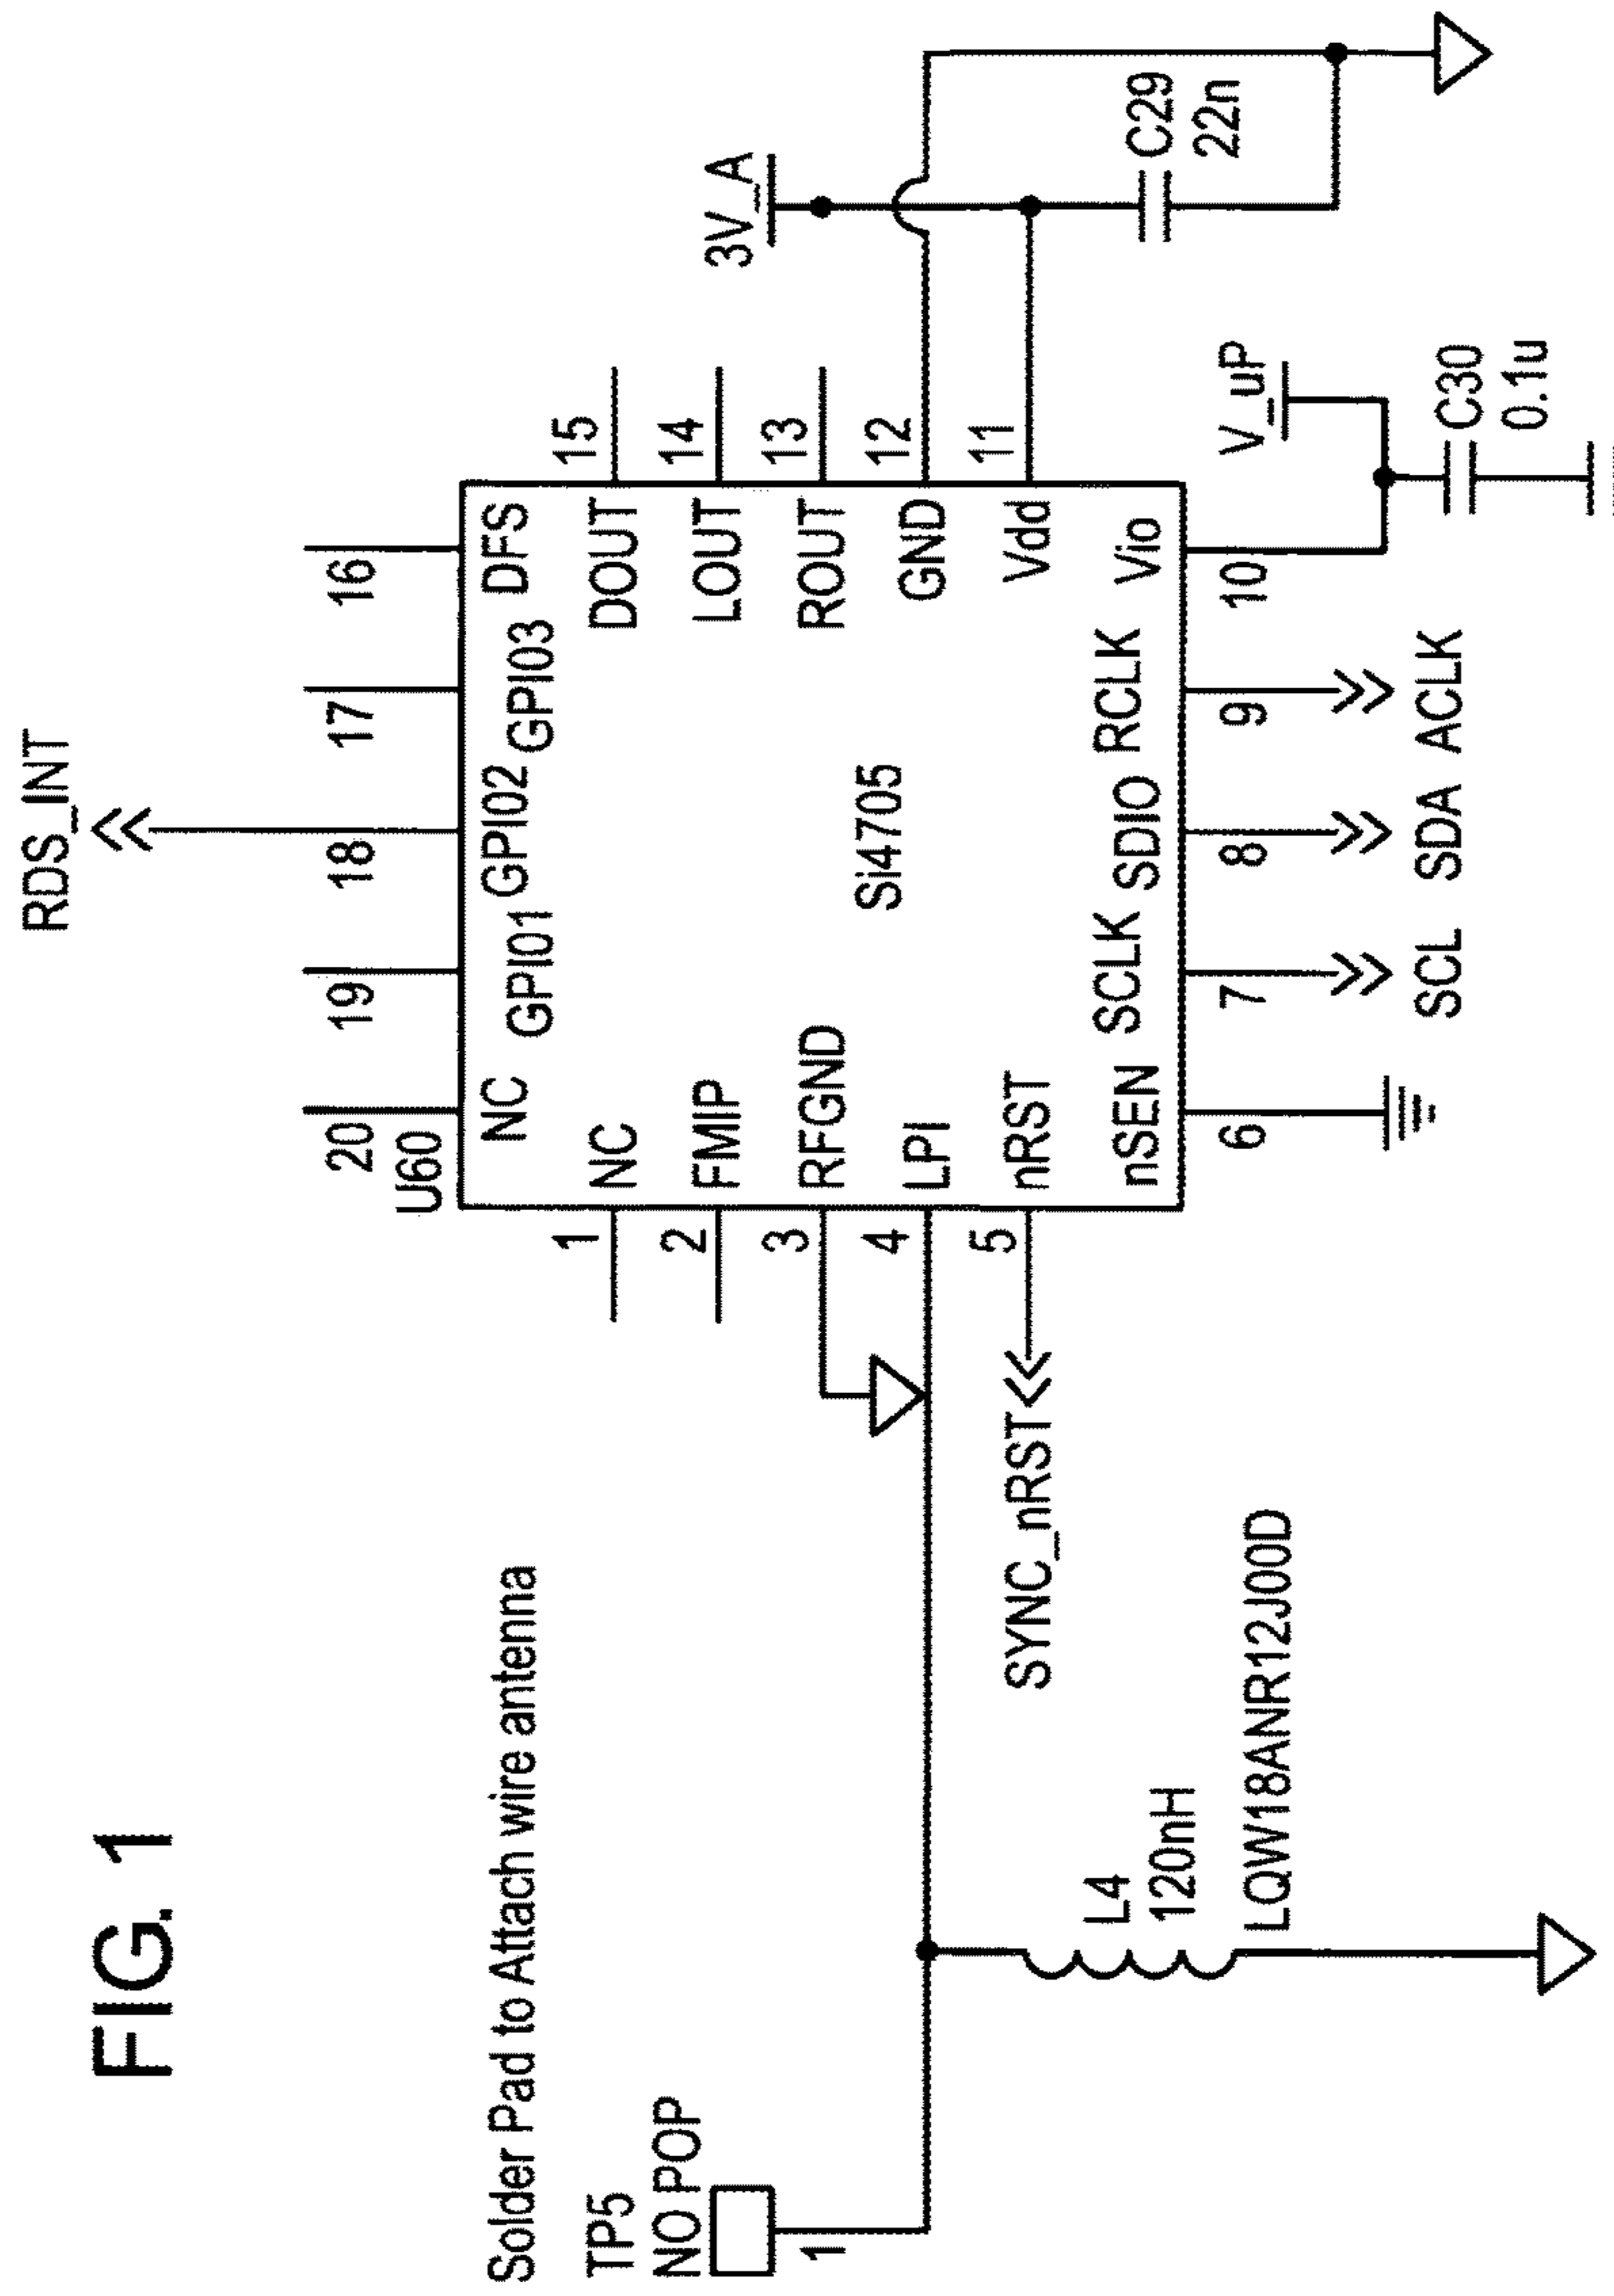 FIG. 1
Solder Pad to Attach wire antenna
TP5
NO POP
1
L4
120nH
LQW18ANR12J00D
SYNC_nRST
RDS_INT
20
19
18
17
16
U60
NC
GPI01
GPI02
GPI03
DFS
1
NC
2
FMIP
3
RFGND
4
LPI
5
nRST
Si4705
DOUT
15
LOUT
14
ROUT
13
GND
12
Vdd
11
nSEN
SCLK
SDIO
RCLK
Vio
6
7
8
9
10
SCL
SDA
ACLK
3V_A
C29
22n
V_uP
C30
0.1u